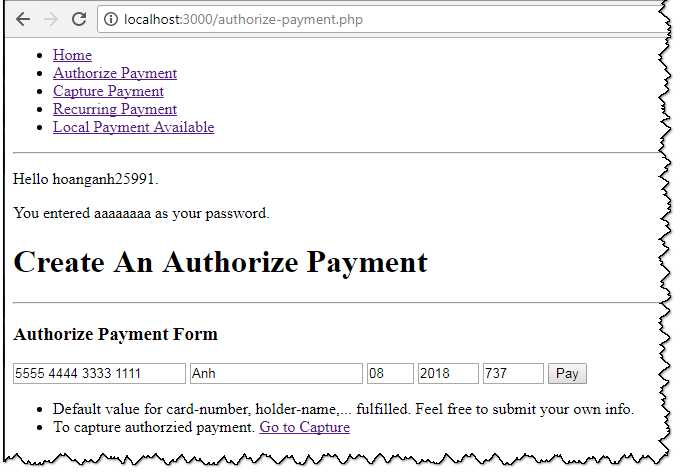 localhost:3000/authorize-payment.php
Home
Authorize Payment
Capture Payment
Recurring Payment
Local Payment Available
Hello hoanganh25991.
You entered aaaaaaaa as your password.
Create An Authorize Payment
Authorize Payment Form
5555 4444 3333 1111 Anh 08 2018 737 Pay
Default value for card-number, holder-name,... fulfilled. Feel free to submit your own info.
To capture authorzied payment. Go to Capture